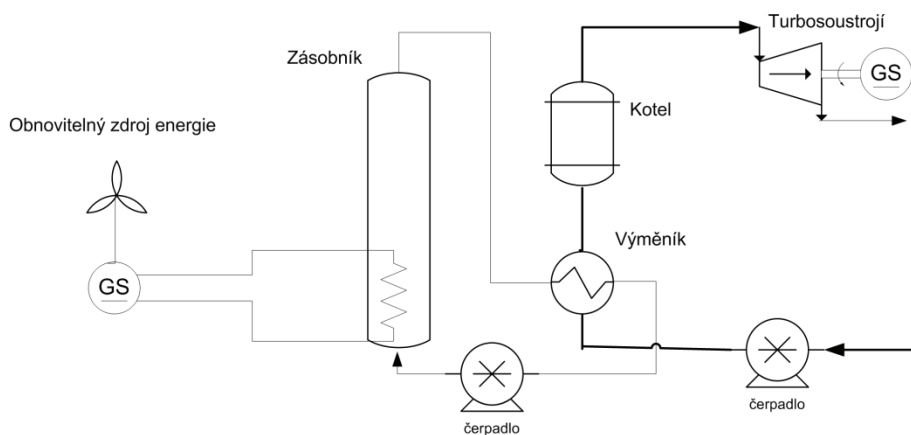 Turbosoustrojí
Zásobník
GS
Kotel
Obnovitelný zdroj energie
Výměník
GS
čerpadlo
čerpadlo